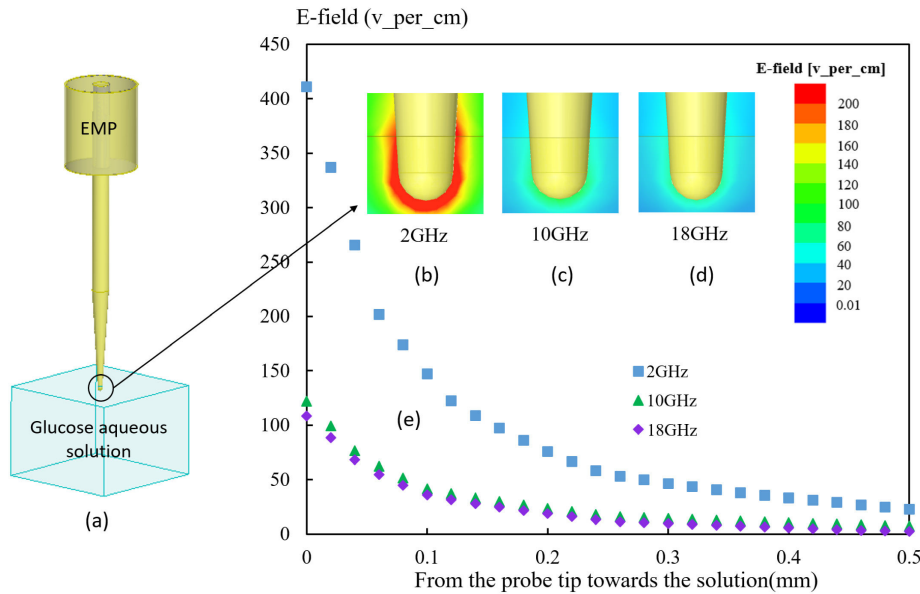 E-field (v_per_cm)
450
400
350
300
250
200
150
100
50
0
0
0.1
0.2
0.3
0.4
0.5
From the probe tip towards the solution(mm)
EMP
Glucose aqueous
solution
(a)
2GHz
10GHz
18GHz
(b)
(c)
(d)
E-field [v_per_cm]
200
180
160
140
120
100
80
60
40
20
0.01
2GHz
10GHz
18GHz
(e)